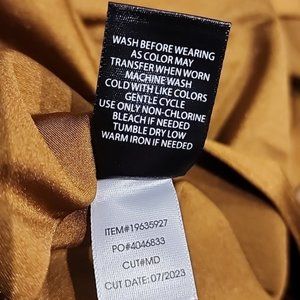 WASH BEFORE WEARING
AS COLOR MAY
TRANSFER WHEN WORN
MACHINE WASH
COLD WITH LIKE COLORS
GENTLE CYCLE
USE ONLY NON-CHLORINE
BLEACH IF NEEDED
TUMBLE DRY LOW
WARM IRON IF NEEDED
ITEM#19635927
PO#4046833
CUT#MD
CUT DATE: 07/2023